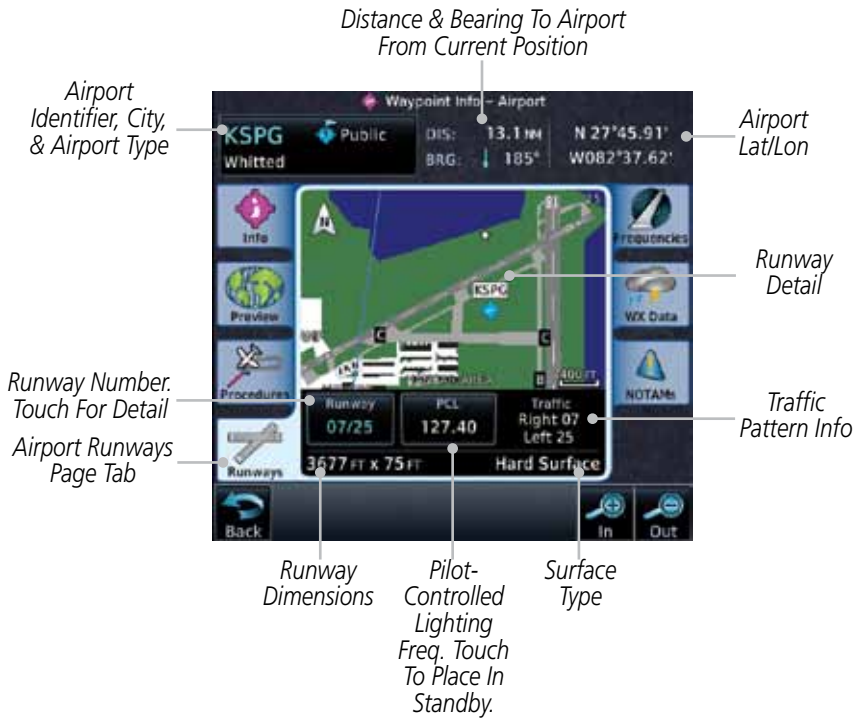 Distance & Bearing To Airport
From Current Position
Airport
Identifier, City,
& Airport Type
Airport
Lat/Lon
Waypoint Info – Airport
KSPG Public
Whitted
DIS: 13.1 NM
BRG: 185°
N 27°45.91'
W082°37.62'
Info
Preview
Procedures
Runways
N
KSPG
C
C
B
400 FT
Frequencies
WX Data
NOTAMs
Runway
Detail
Runway Number.
Touch For Detail
Airport Runways
Page Tab
Runway
07/25
PCL
127.40
Traffic
Right 07
Left 25
3677 FT x 75 FT
Hard Surface
Traffic
Pattern Info
Back
In
Out
Runway
Dimensions
Pilot-
Controlled
Lighting
Freq. Touch
To Place In
Standby.
Surface
Type